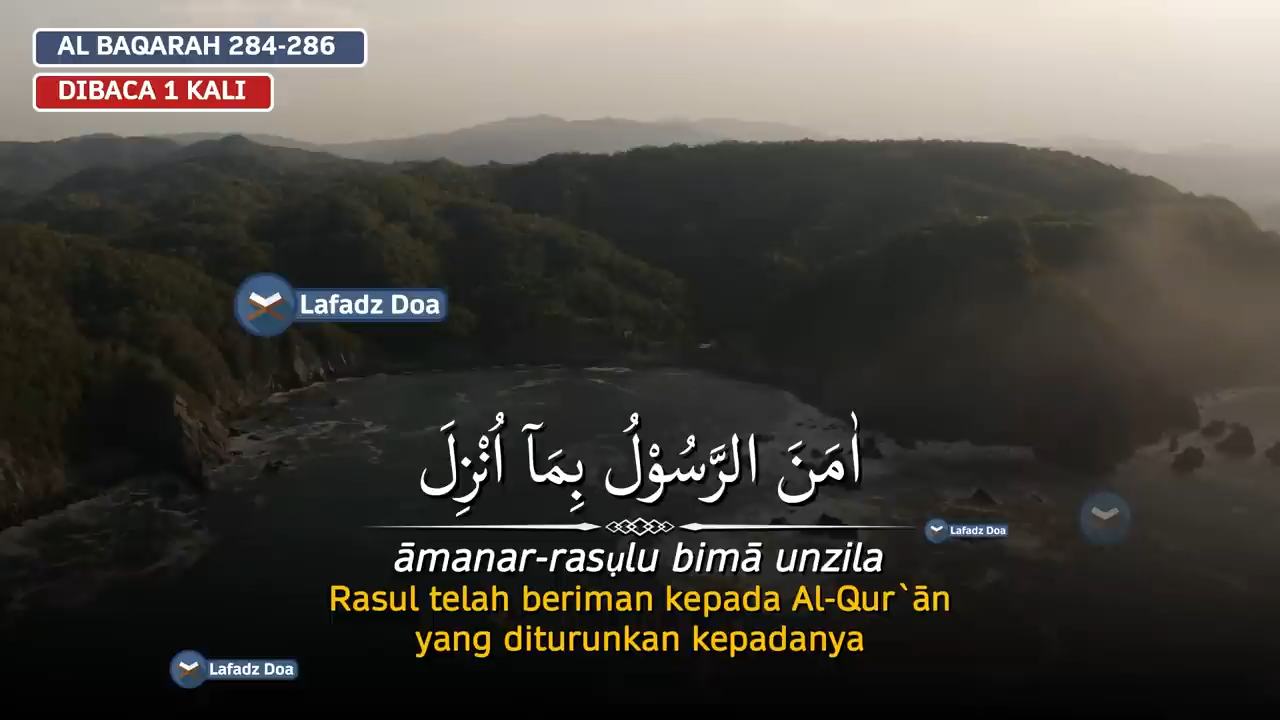 AL BAQARAH 284-286
DIBACA 1 KALI
Lafadz Doa
اٰمَنَ الرَّسُوْلُ بِمَآ اُنْزِلَ
Lafadz Doa
āmanar-rasụlu bimā unzila
Rasul telah beriman kepada Al-Qur`ān
yang diturunkan kepadanya
Lafadz Doa